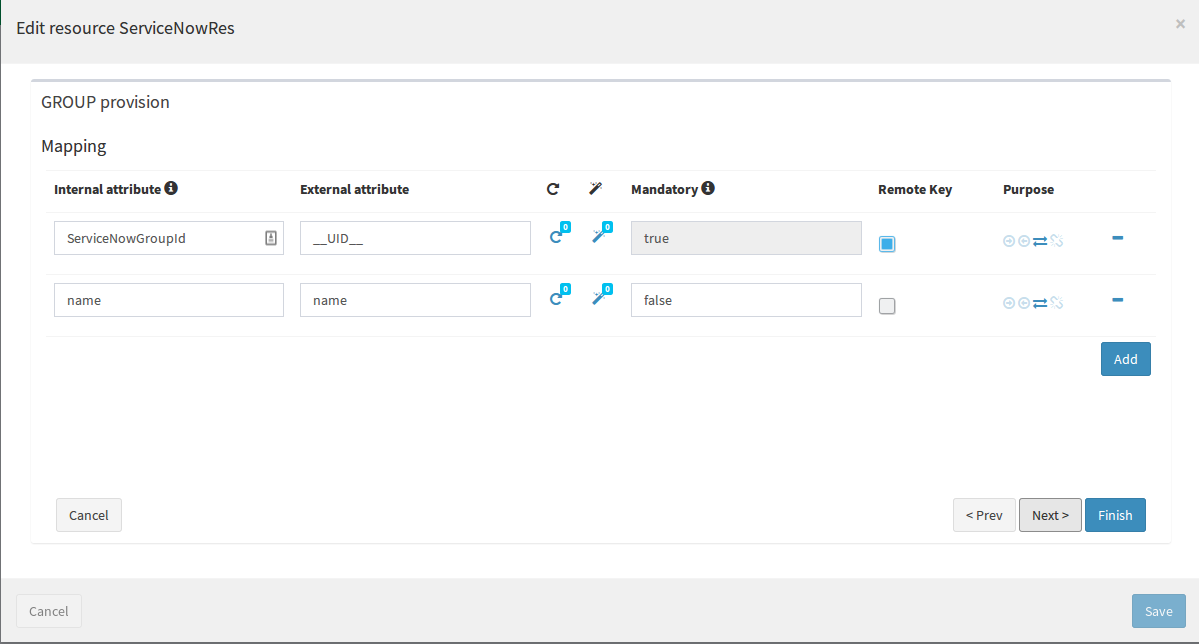 Edit resource ServiceNowRes
×
GROUP provision
Mapping
Internal attribute External attribute Mandatory Remote Key Purpose
ServiceNowGroupId __UID__ 0 0 true
name name 0 0 false
Add
Cancel < Prev Next > Finish
Cancel Save